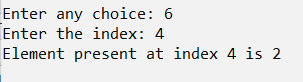 Enter any choice: 6
Enter the index: 4
Element present at index 4 is 2